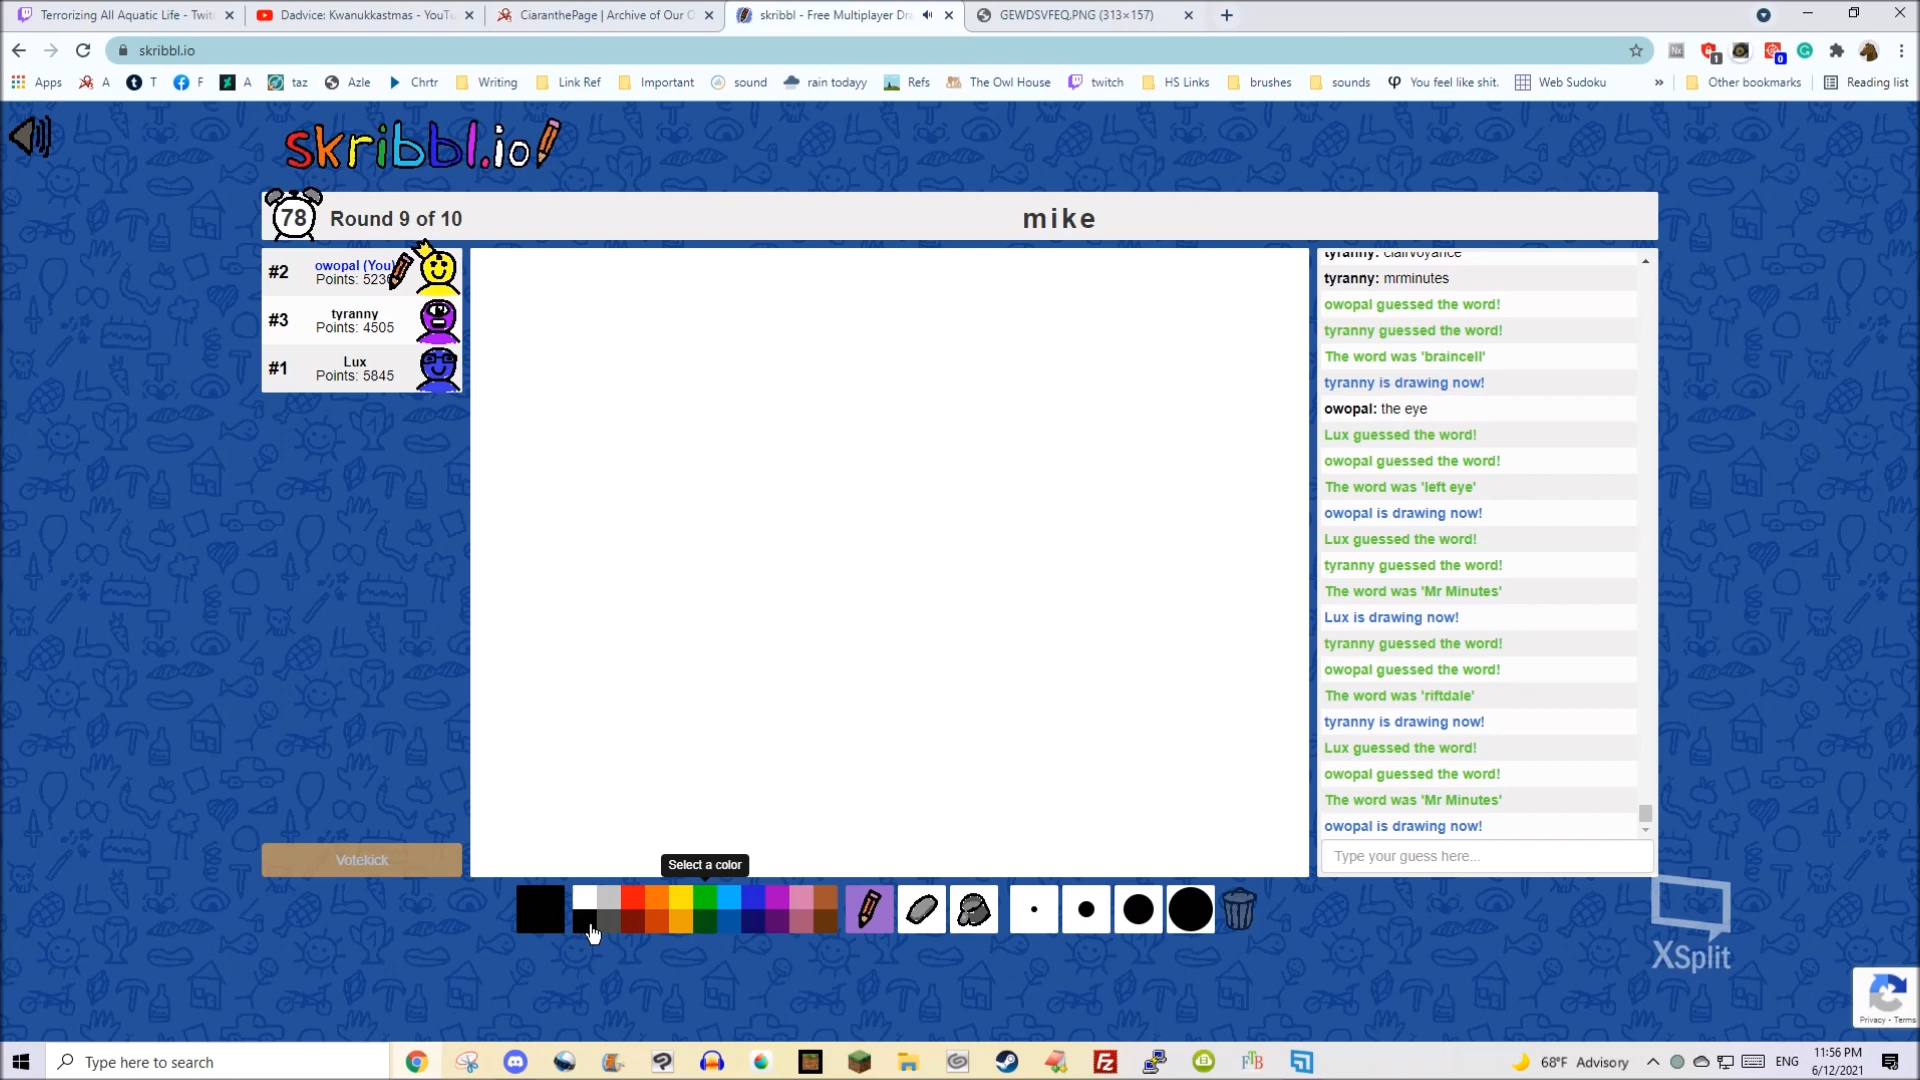 Terrorizing All Aquatic Life - Twit
Dadvice: Kwanukkastmas - YouTu
CiaranthePage | Archive of Our O
skribbl - Free Multiplayer Dra
GEWDSVFEQ.PNG (313×157)
skribbl.io
Apps
A
T
F
A
taz
Azle
Chrtr
Writing
Link Ref
Important
sound
rain todayy
Refs
The Owl House
twitch
HS Links
brushes
sounds
You feel like shit.
Web Sudoku
»
Other bookmarks
Reading list
skribbl.io
78
Round 9 of 10
mike
#2
owopal (You)
Points: 5236
#3
tyranny
Points: 4505
#1
Lux
Points: 5845
Votekick
tyranny: clairvoyance
tyranny: mrminutes
owopal guessed the word!
tyranny guessed the word!
The word was 'braincell'
tyranny is drawing now!
owopal: the eye
Lux guessed the word!
owopal guessed the word!
The word was 'left eye'
owopal is drawing now!
Lux guessed the word!
tyranny guessed the word!
The word was 'Mr Minutes'
Lux is drawing now!
tyranny guessed the word!
owopal guessed the word!
The word was 'riftdale'
tyranny is drawing now!
Lux guessed the word!
owopal guessed the word!
The word was 'Mr Minutes'
owopal is drawing now!
Type your guess here...
Select a color
XSplit
Privacy - Terms
Type here to search
68°F Advisory
ENG
11:56 PM
6/12/2021